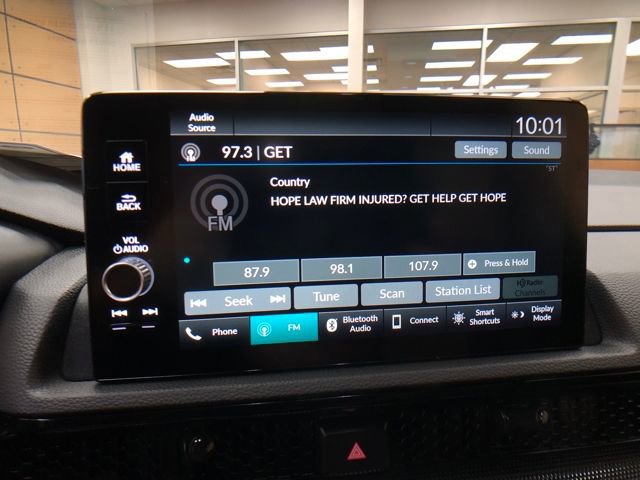 Audio
Source
10:01
HOME
97.3 | GET
Settings
Sound
BACK
Country
"ST"
HOPE LAW FIRM INJURED? GET HELP GET HOPE
FM
VOL
AUDIO
87.9
98.1
107.9
Press & Hold
Seek
Tune
Scan
Station List
HD Radio
Channels
Phone
FM
Bluetooth
Audio
Connect
Smart
Shortcuts
Display
Mode